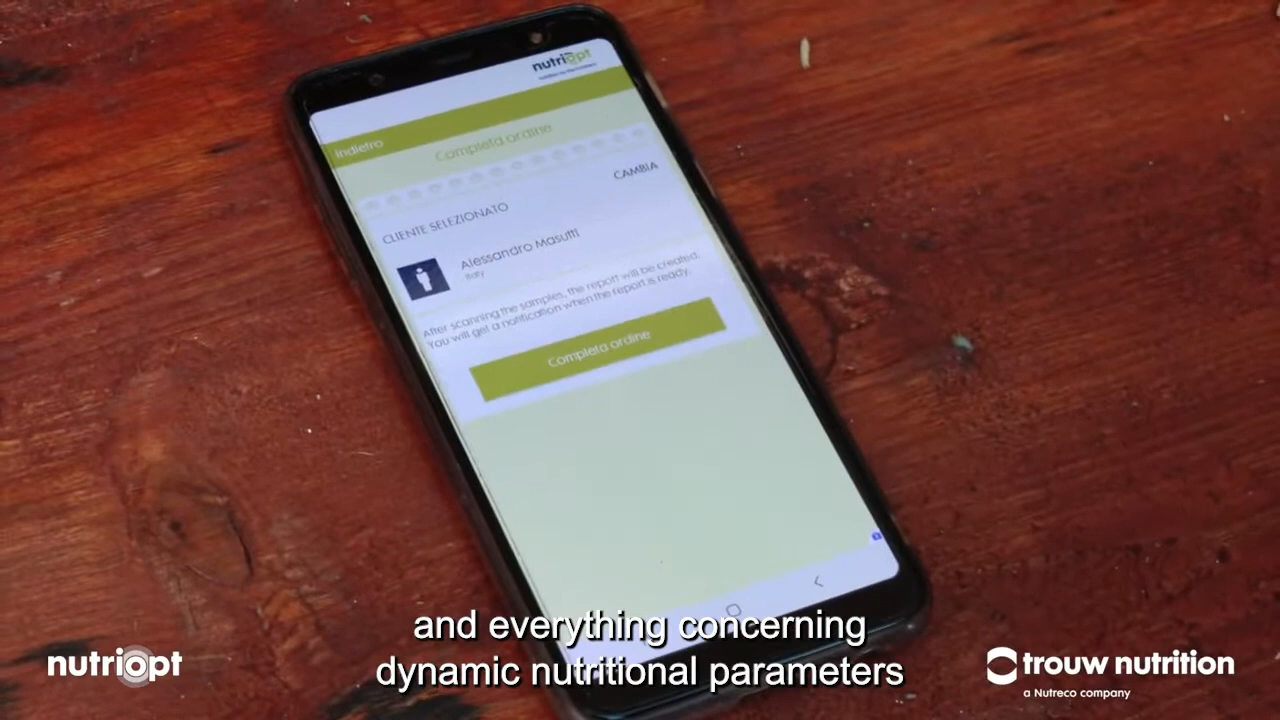 nutriopt
Indietro
Completa ordine
CAMBIA
CLIENTE SELEZIONATO
Alessandro Masutti
Italy
After scanning the samples, the report will be created.
You will get a notification when the report is ready.
Completa ordine
and everything concerning
dynamic nutritional parameters
nutriopt
trouw nutrition
a Nutreco company